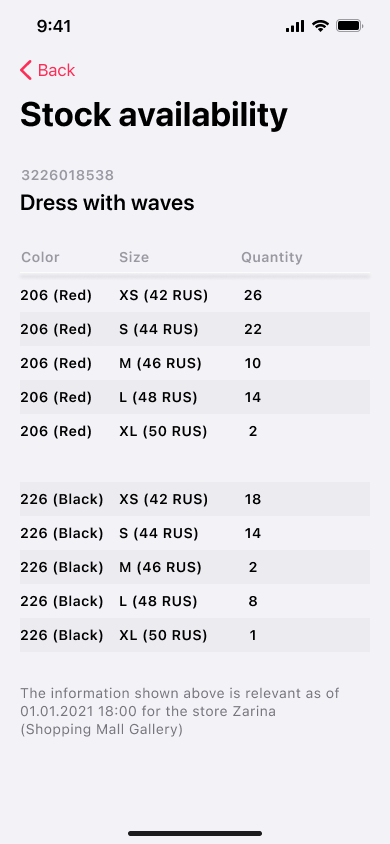 9:41
Back
Stock availability
3226018538
Dress with waves
Color Size Quantity
206 (Red) XS (42 RUS) 26
206 (Red) S (44 RUS) 22
206 (Red) M (46 RUS) 10
206 (Red) L (48 RUS) 14
206 (Red) XL (50 RUS) 2
226 (Black) XS (42 RUS) 18
226 (Black) S (44 RUS) 14
226 (Black) M (46 RUS) 2
226 (Black) L (48 RUS) 8
226 (Black) XL (50 RUS) 1
The information shown above is relevant as of
01.01.2021 18:00 for the store Zarina
(Shopping Mall Gallery)